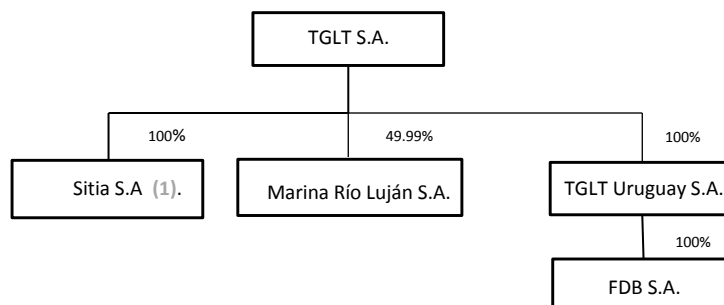 TGLT S.A.
100%
49.99%
100%
Sitia S.A (1).
Marina Río Luján S.A.
TGLT Uruguay S.A.
100%
FDB S.A.